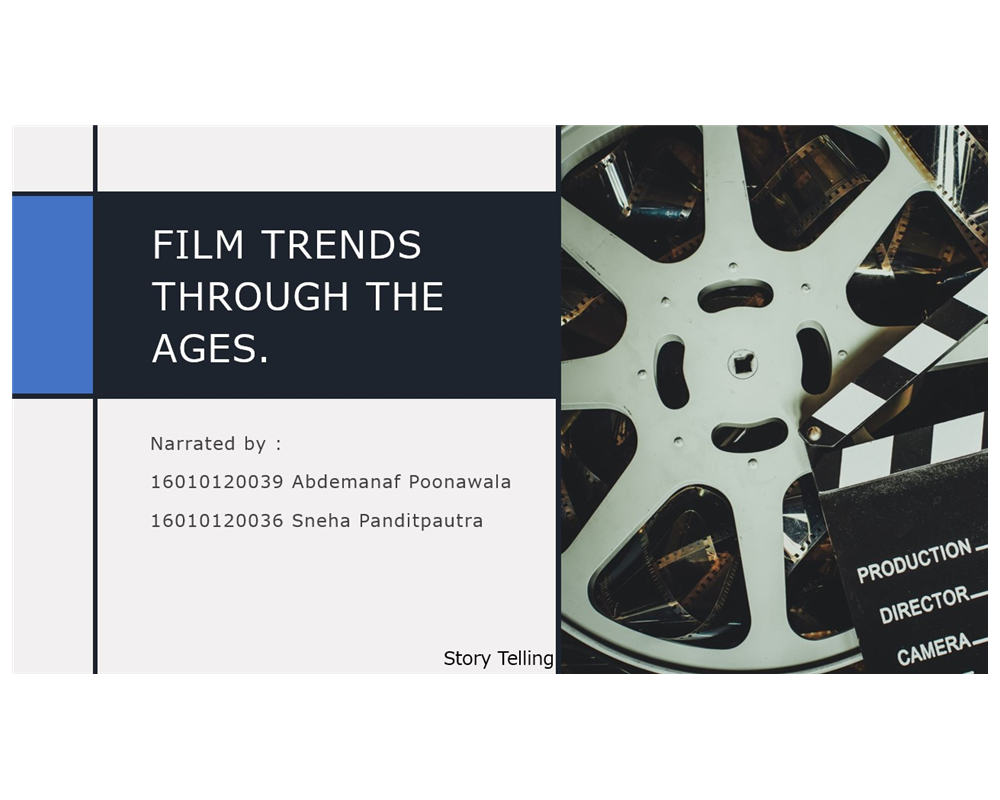 FILM TRENDS
THROUGH THE
AGES.
Narrated by :
16010120039 Abdemanaf Poonawala
16010120036 Sneha Panditpautra
Story Telling
PRODUCTION
DIRECTOR
CAMERA